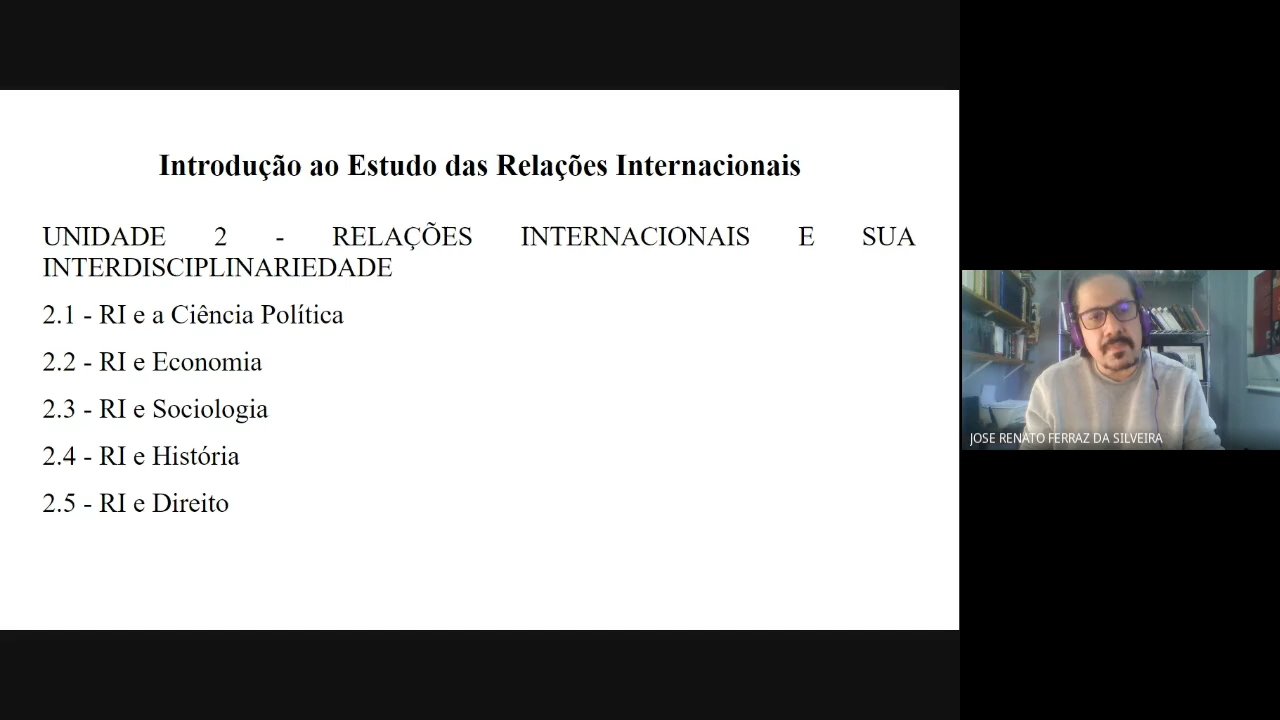 Introdução ao Estudo das Relações Internacionais
UNIDADE 2 - RELAÇÕES INTERNACIONAIS E SUA
INTERDISCIPLINARIEDADE
2.1 - RI e a Ciência Política
2.2 - RI e Economia
2.3 - RI e Sociologia
2.4 - RI e História
2.5 - RI e Direito
JOSE RENATO FERRAZ DA SILVEIRA